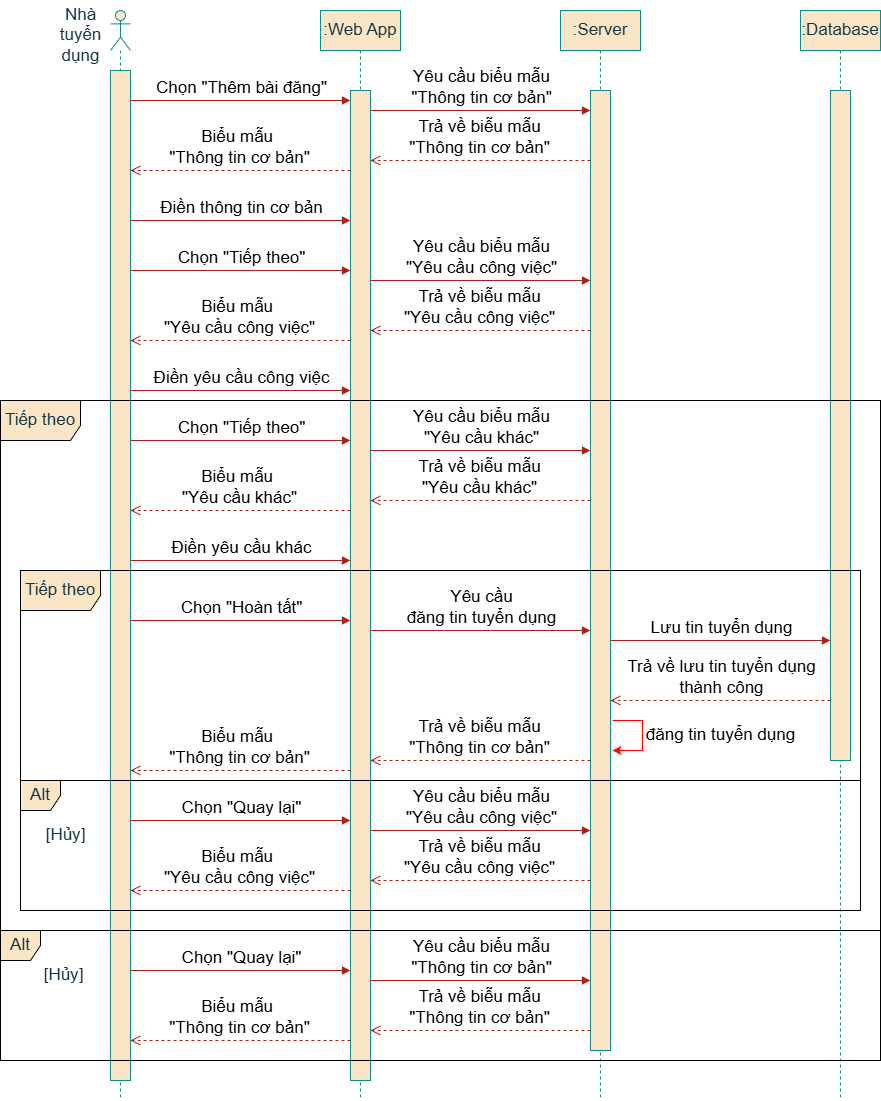 Nhà
tuyển
dụng
:Web App
:Server
:Database
Chọn "Thêm bài đăng"
Yêu cầu biểu mẫu
"Thông tin cơ bản"
Trả về biễu mẫu
"Thông tin cơ bản"
Biểu mẫu
"Thông tin cơ bản"
Điền thông tin cơ bản
Chọn "Tiếp theo"
Yêu cầu biểu mẫu
"Yêu cầu công việc"
Trả về biễu mẫu
"Yêu cầu công việc"
Biểu mẫu
"Yêu cầu công việc"
Điền yêu cầu công việc
Tiếp theo
Chọn "Tiếp theo"
Yêu cầu biểu mẫu
"Yêu cầu khác"
Trả về biễu mẫu
"Yêu cầu khác"
Biểu mẫu
"Yêu cầu khác"
Điền yêu cầu khác
Tiếp theo
Chọn "Hoàn tất"
Yêu cầu
đăng tin tuyển dụng
Lưu tin tuyển dụng
Trả về lưu tin tuyển dụng
thành công
đăng tin tuyển dụng
Trả về biễu mẫu
"Thông tin cơ bản"
Biểu mẫu
"Thông tin cơ bản"
Alt
[Hủy]
Chọn "Quay lại"
Yêu cầu biểu mẫu
"Yêu cầu công việc"
Trả về biễu mẫu
"Yêu cầu công việc"
Biểu mẫu
"Yêu cầu công việc"
Alt
[Hủy]
Chọn "Quay lại"
Yêu cầu biểu mẫu
"Thông tin cơ bản"
Trả về biễu mẫu
"Thông tin cơ bản"
Biểu mẫu
"Thông tin cơ bản"